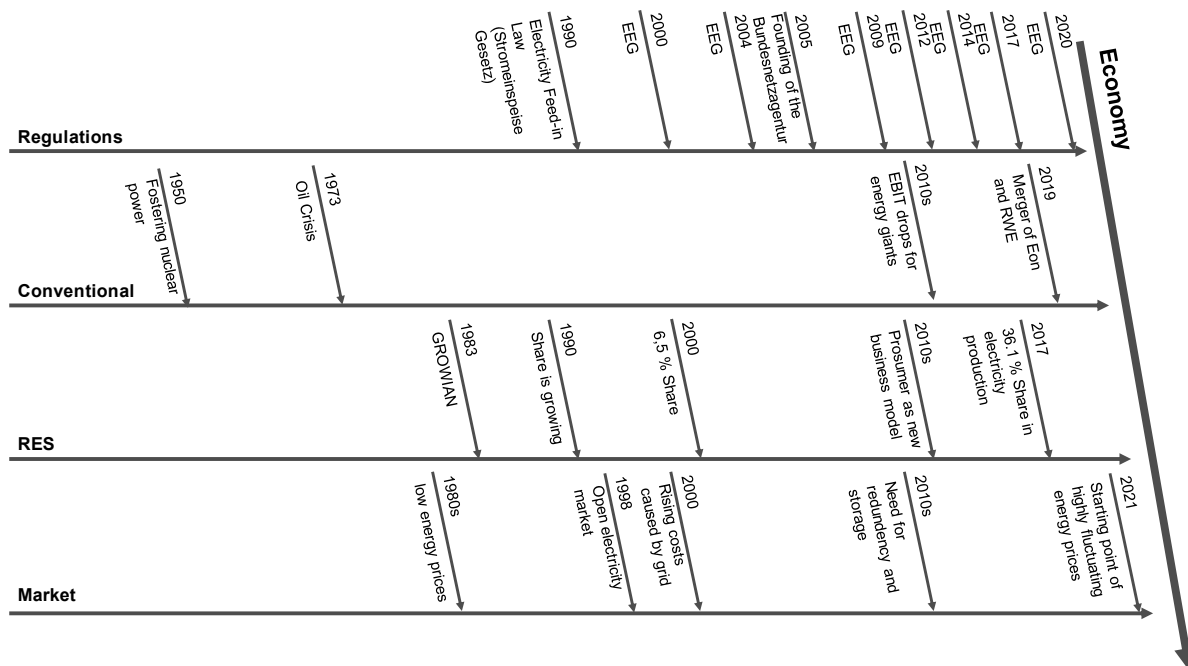 Economy
1990
Electricity Feed-in
Law
(Stromeinspeise
Gesetz)
2000
EEG
2004
EEG
2005
Founding of the
Bundesnetzagentur
2009
EEG
2012
EEG
2014
EEG
2017
EEG
2020
EEG
Regulations
1950
Fostering nuclear
power
1973
Oil Crisis
2010s
EBIT drops for
energy giants
2019
Merger of Eon
and RWE
Conventional
1983
GROWIAN
1990
Share is growing
2000
6,5 % Share
2010s
Prosumer as new
business model
2017
36.1 % Share in
electricity
production
RES
1980s
low energy prices
1998
Open electricity
market
2000
Rising costs
caused by grid
2010s
Need for
redundency and
storage
2021
Starting point of
highly fluctuating
energy prices
Market